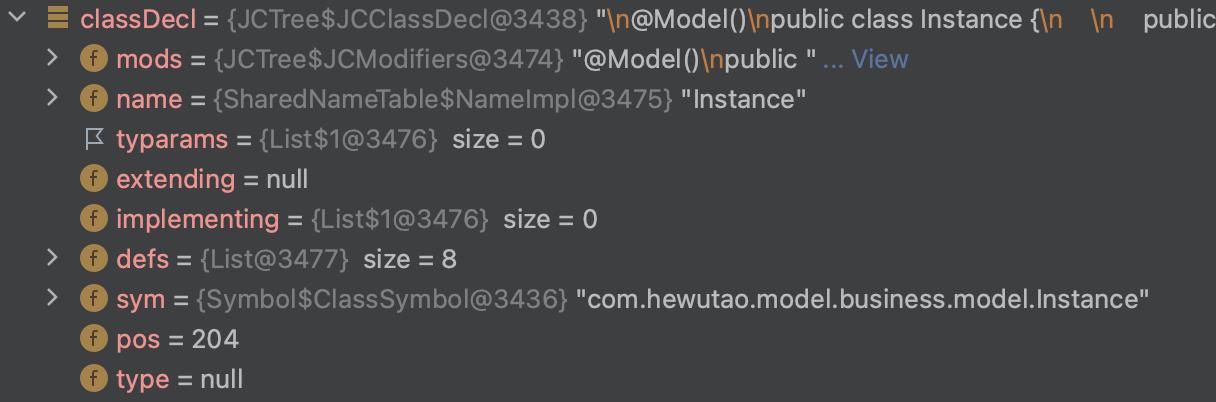 classDecl = {JCTree$JCClassDecl@3438} "\n@Model()\npublic class Instance {\n    \n    public
f mods = {JCTree$JCModifiers@3474} "@Model()\npublic " ... View
f name = {SharedNameTable$NameImpl@3475} "Instance"
typarams = {List$1@3476} size = 0
f extending = null
f implementing = {List$1@3476} size = 0
f defs = {List@3477} size = 8
f sym = {Symbol$ClassSymbol@3436} "com.hewutao.model.business.model.Instance"
f pos = 204
f type = null